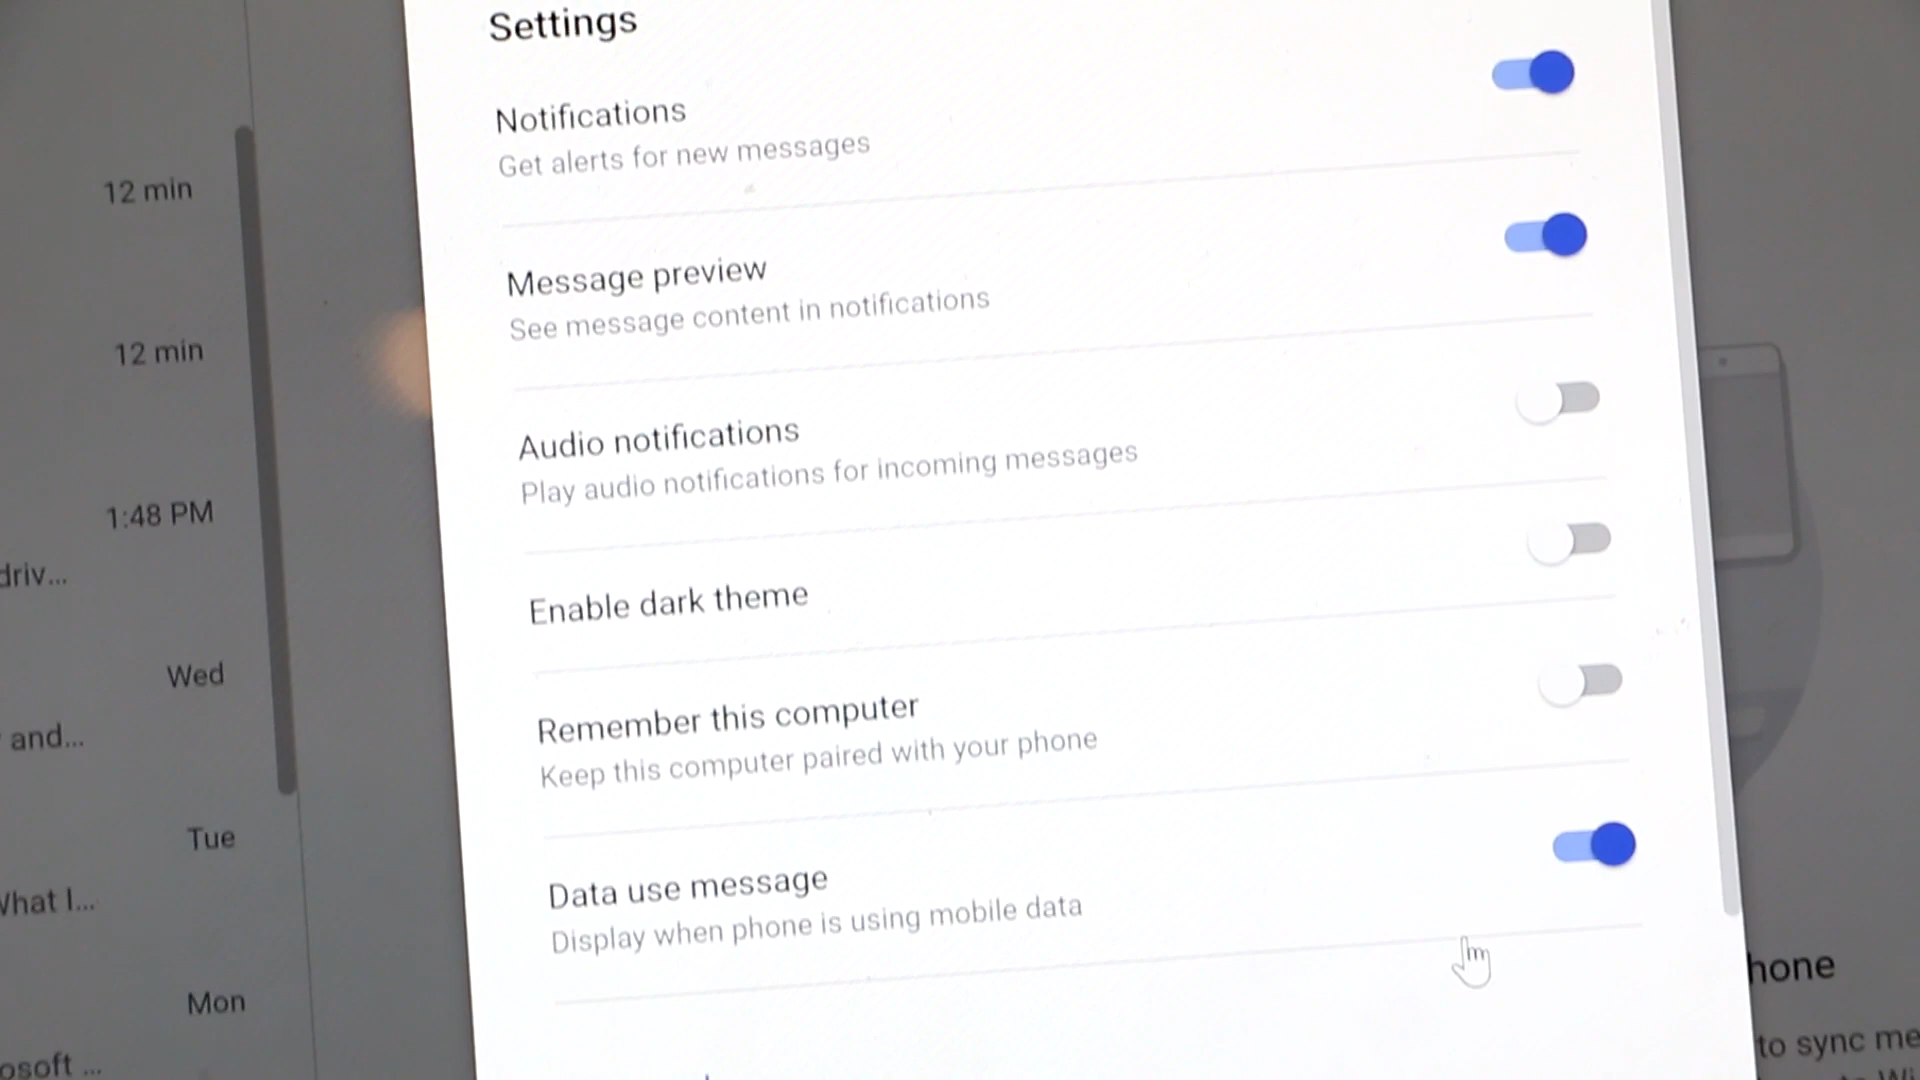 Settings
Notifications
Get alerts for new messages
Message preview
See message content in notifications
Audio notifications
Play audio notifications for incoming messages
Enable dark theme
Remember this computer
Keep this computer paired with your phone
Data use message
Display when phone is using mobile data
12 min
12 min
1:48 PM
driv...
Wed
and...
Tue
What I...
Mon
osoft ...
hone
to sync me